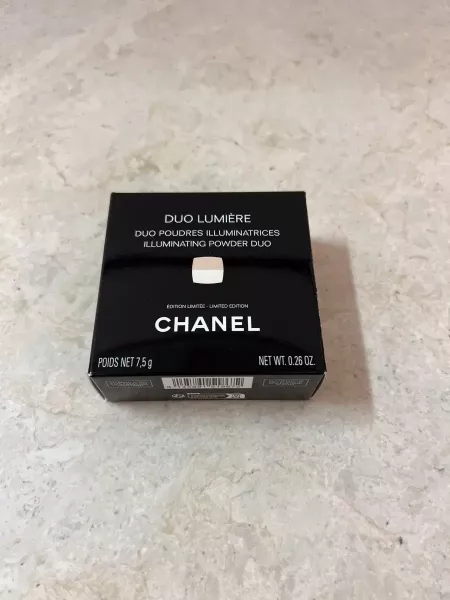 DUO LUMIÈRE
DUO POUDRES ILLUMINATRICES
ILLUMINATING POWDER DUO
ÉDITION LIMITÉE · LIMITED EDITION
CHANEL
POIDS NET 7,5 g NET WT. 0.26 OZ.